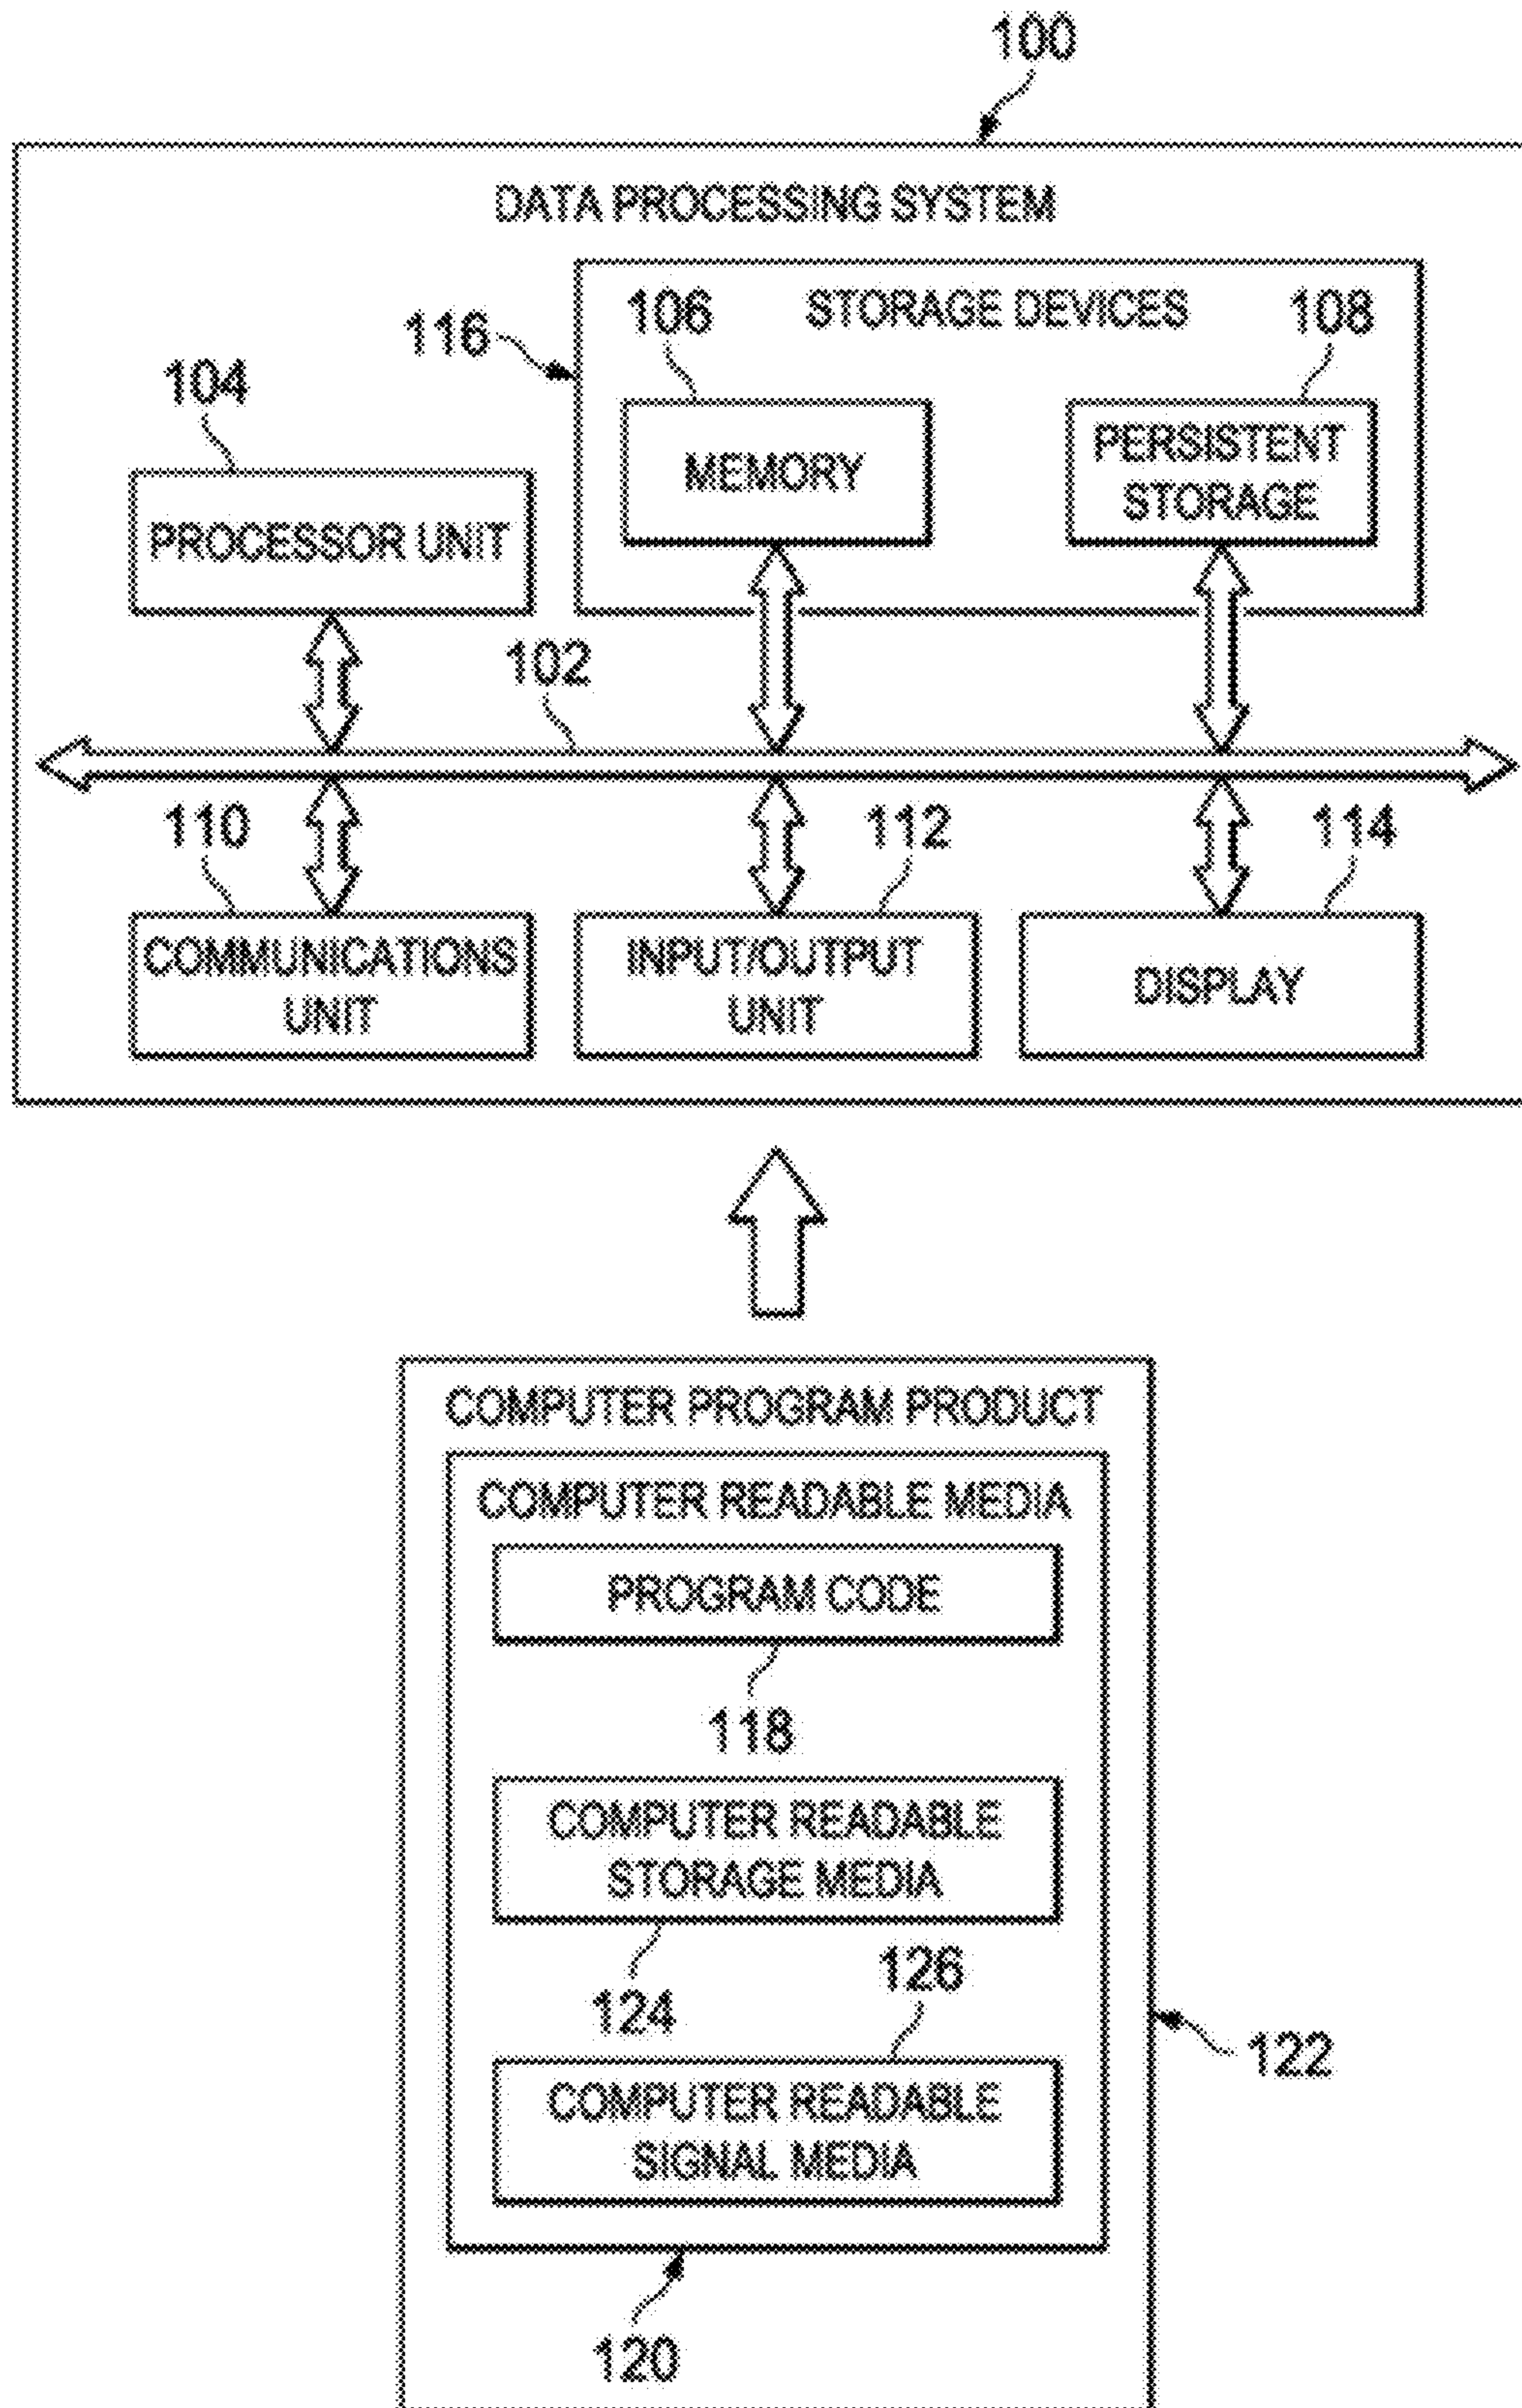 100
DATA PROCESSING SYSTEM
106
STORAGE DEVICES
108
116
104
MEMORY
PERSISTENT
STORAGE
PROCESSOR UNIT
102
110
112
114
COMMUNICATIONS
UNIT
INPUT/OUTPUT
UNIT
DISPLAY
COMPUTER PROGRAM PRODUCT
COMPUTER READABLE MEDIA
PROGRAM CODE
118
COMPUTER READABLE
STORAGE MEDIA
124
126
122
COMPUTER READABLE
SIGNAL MEDIA
120